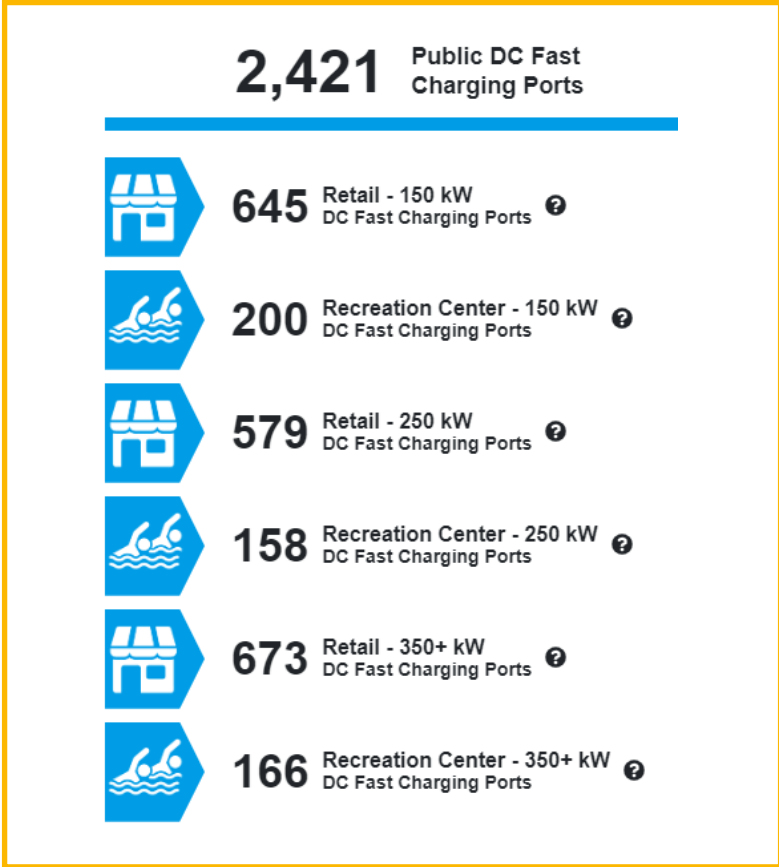 2,421 Public DC Fast
Charging Ports
645 Retail - 150 kW
DC Fast Charging Ports
200 Recreation Center - 150 kW
DC Fast Charging Ports
579 Retail - 250 kW
DC Fast Charging Ports
158 Recreation Center - 250 kW
DC Fast Charging Ports
673 Retail - 350+ kW
DC Fast Charging Ports
166 Recreation Center - 350+ kW
DC Fast Charging Ports